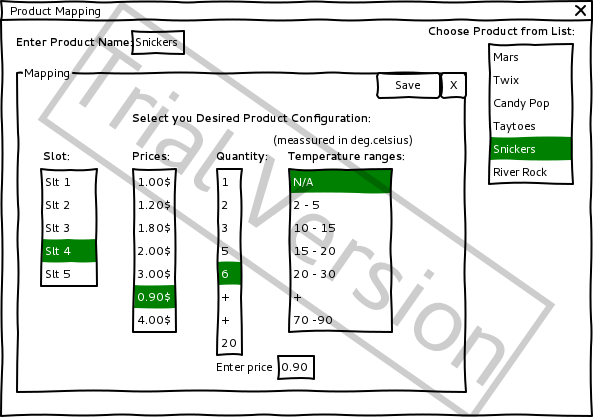 Product Mapping
X
Choose Product from List:
Enter Product Name: Snickers
Mars
Twix
Candy Pop
Taytoes
Snickers
River Rock
Mapping
Save X
Select you Desired Product Configuration:
(meassured in deg.celsius)
Slot: Prices: Quantity: Temperature ranges:
Slt 1 1.00$ 1 N/A
Slt 2 1.20$ 2 2 - 5
Slt 3 1.80$ 3 10 - 15
Slt 4 2.00$ 5 15 - 20
Slt 5 3.00$ 6 20 - 30
0.90$ + +
4.00$ + 70 -90
20
Enter price 0.90
Trial Version